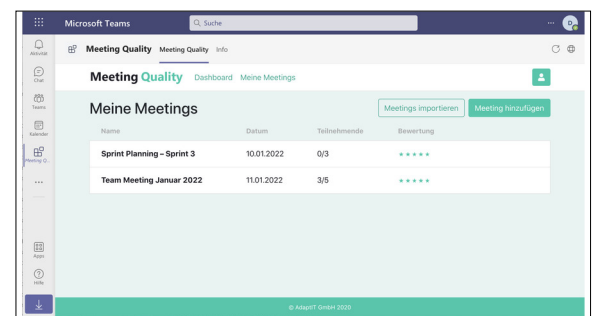 Microsoft Teams
Suche
Aktivität
Chat
Teams
Kalender
Meeting Q...
Apps
Hilfe
Meeting Quality Meeting Quality Info
Meeting Quality Dashboard Meine Meetings
Meine Meetings Meetings importieren Meeting hinzufügen
Name Datum Teilnehmende Bewertung
Sprint Planning – Sprint 3 10.01.2022 0/3
Team Meeting Januar 2022 11.01.2022 3/5
© AdaptIT GmbH 2020